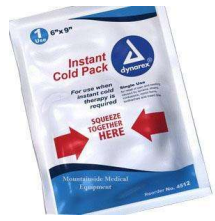 1
Use
6"x9"
Instant
Cold Pack
dynarex®
For use when
instant cold
therapy is
required
Single Use
SQUEEZE
TOGETHER
HERE
Mountainside Medical
Equipment
Reorder No. 4512